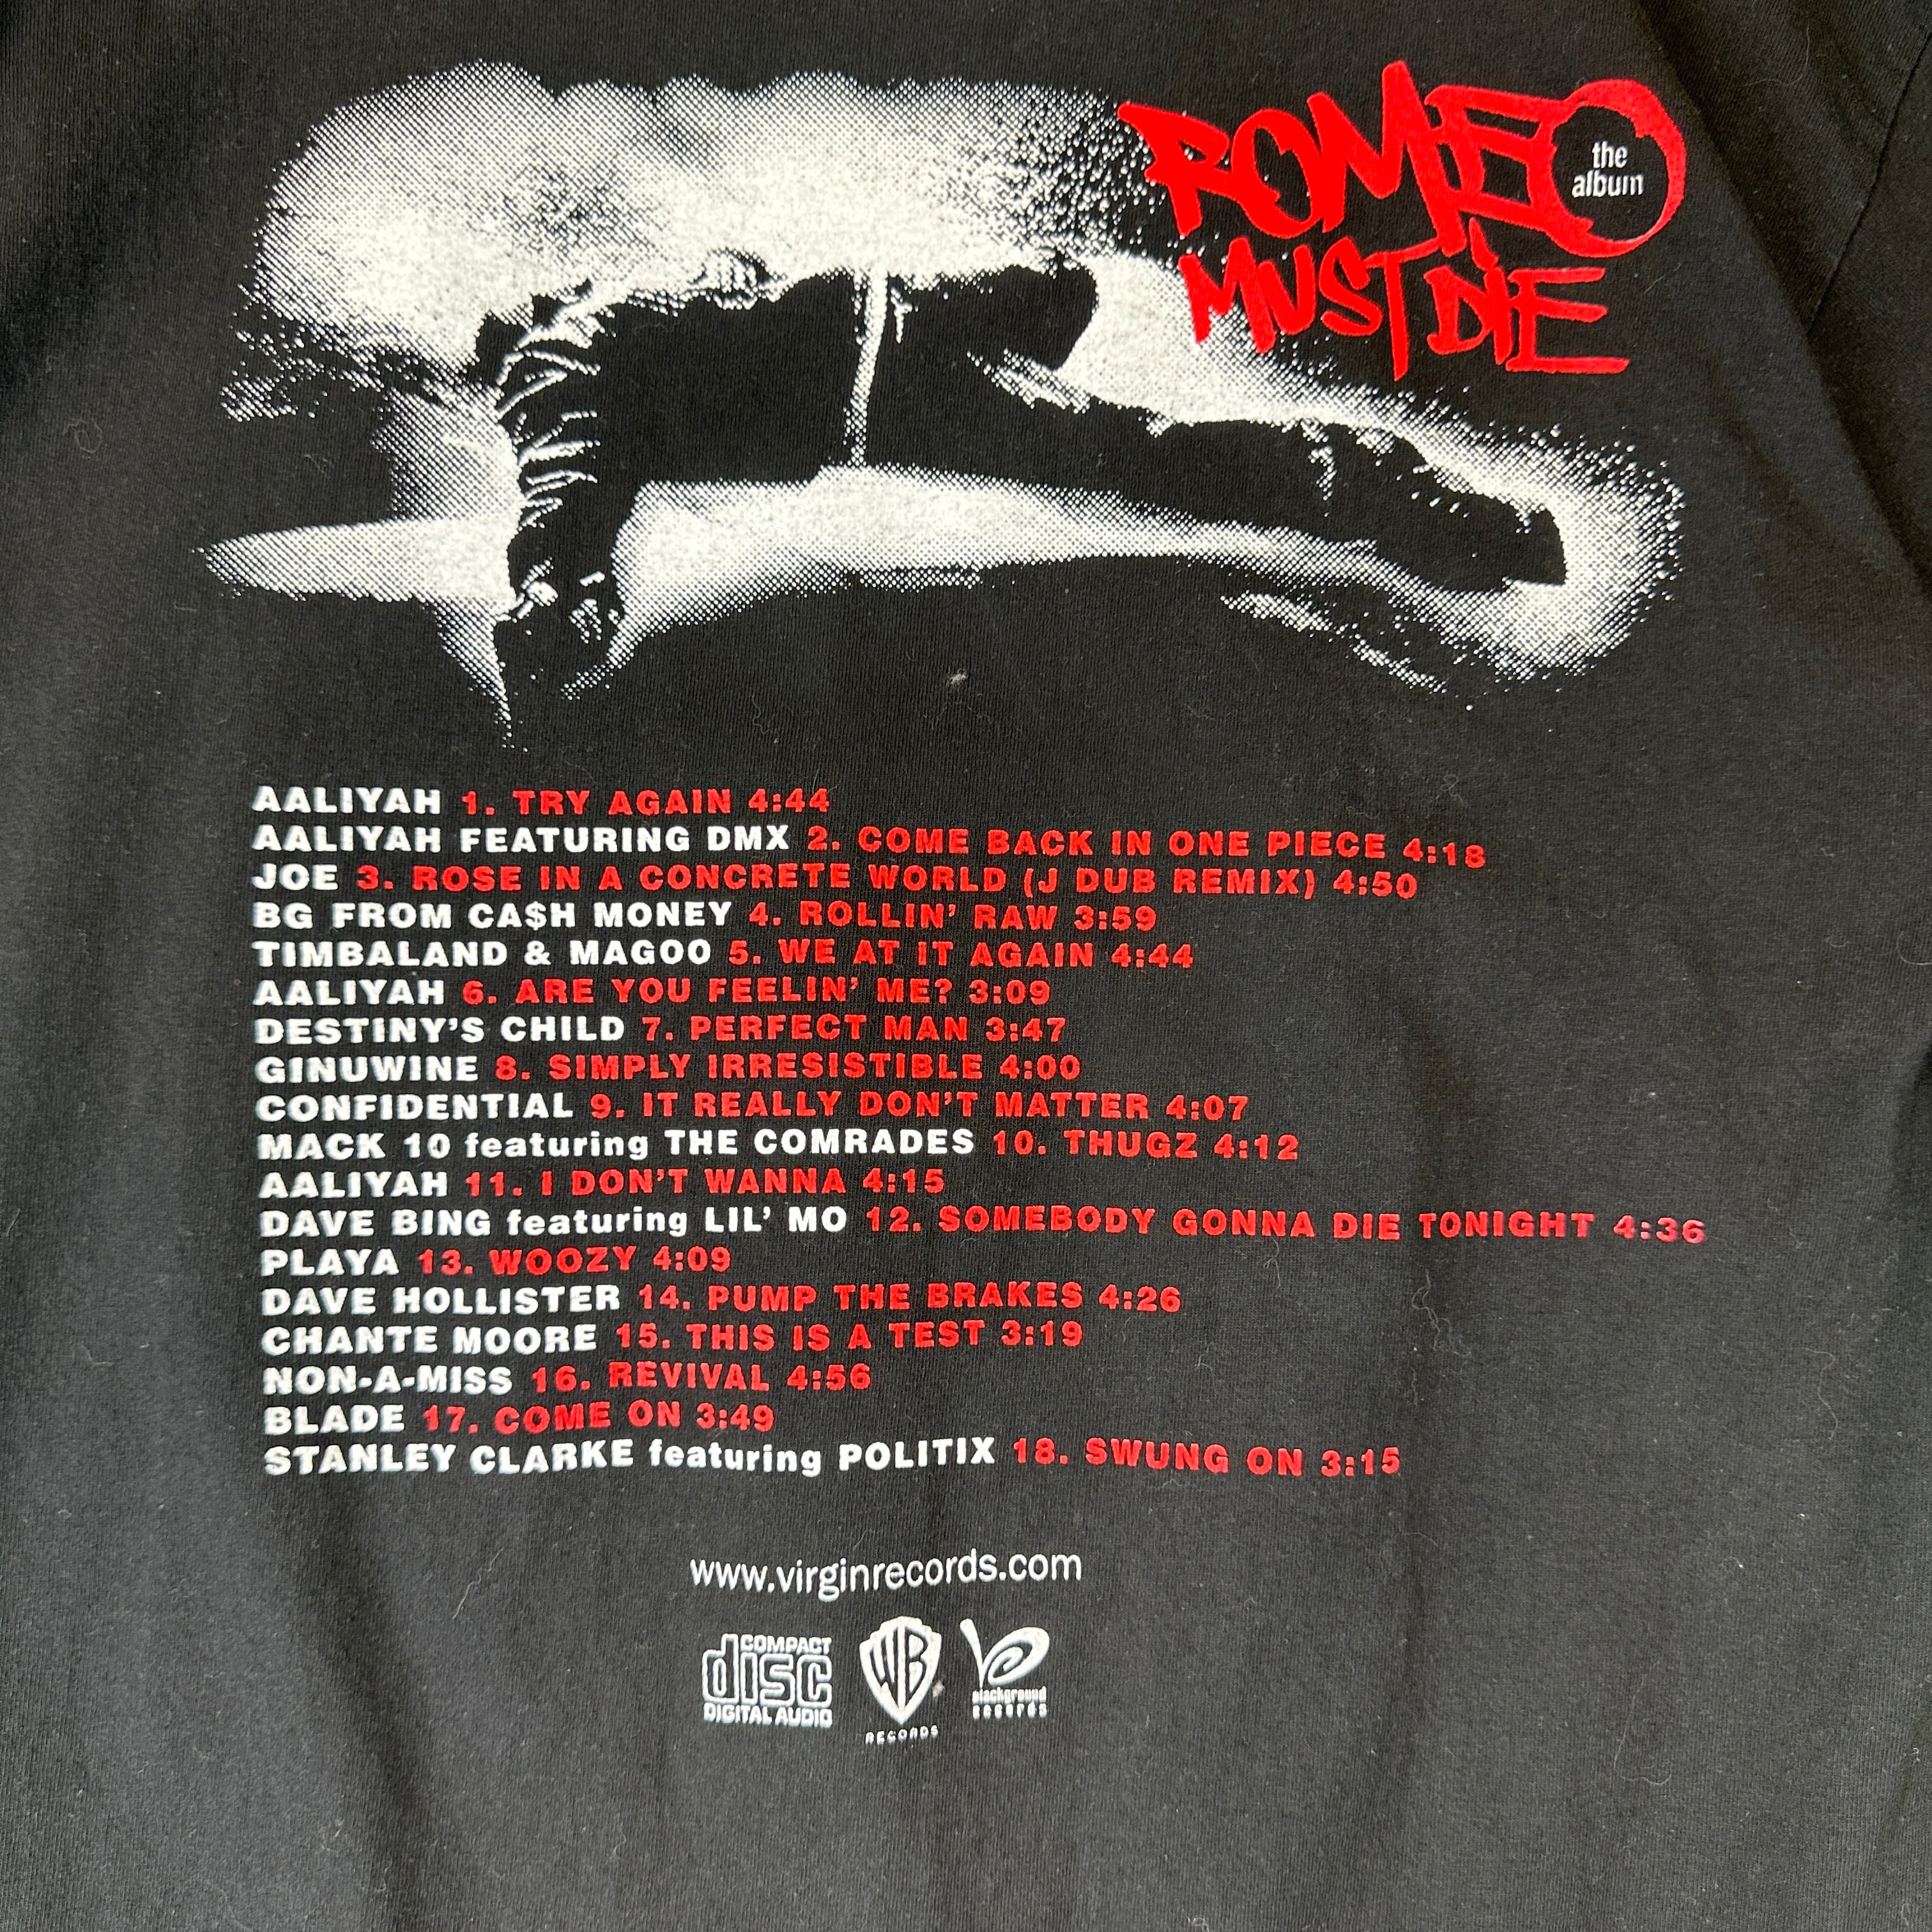 ROMEO
the
album
MUST DIE
AALIYAH 1. TRY AGAIN 4:44
AALIYAH FEATURING DMX 2. COME BACK IN ONE PIECE 4:18
JOE 3. ROSE IN A CONCRETE WORLD (J DUB REMIX) 4:50
BG FROM CA$H MONEY 4. ROLLIN' RAW 3:59
TIMBALAND & MAGOO 5. WE AT IT AGAIN 4:44
AALIYAH 6. ARE YOU FEELIN' ME? 3:09
DESTINY'S CHILD 7. PERFECT MAN 3:47
GINUWINE 8. SIMPLY IRRESISTIBLE 4:00
CONFIDENTIAL 9. IT REALLY DON'T MATTER 4:07
MACK 10 featuring THE COMRADES 10. THUGZ 4:12
AALIYAH 11. I DON'T WANNA 4:15
DAVE BING featuring LIL' MO 12. SOMEBODY GONNA DIE TONIGHT 4:36
PLAYA 13. WOOZY 4:09
DAVE HOLLISTER 14. PUMP THE BRAKES 4:26
CHANTE MOORE 15. THIS IS A TEST 3:19
NON-A-MISS 16. REVIVAL 4:56
BLADE 17. COME ON 3:49
STANLEY CLARKE featuring POLITIX 18. SWUNG ON 3:15
www.virginrecords.com
COMPACT
disc
DIGITAL AUDIO
WB
RECORDS
blackground
records